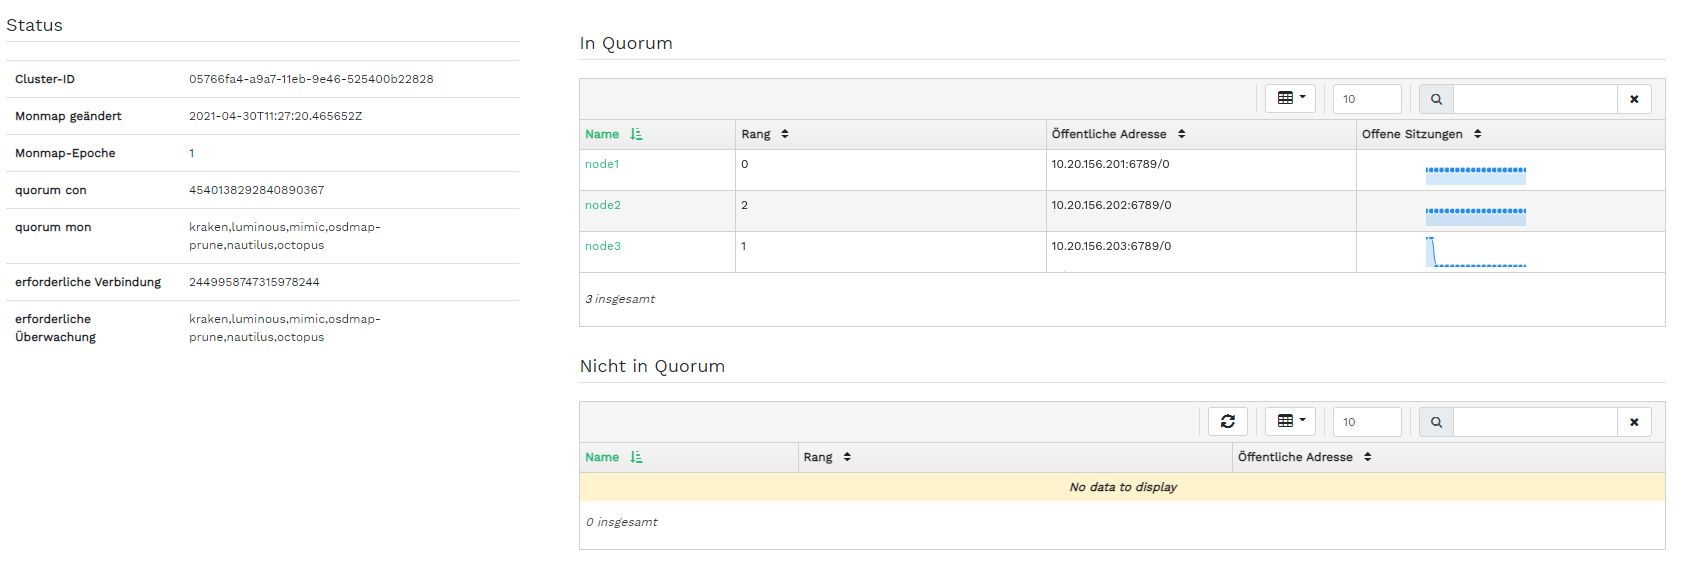 Status
Cluster-ID 05766fa4-a9a7-11eb-9e46-525400b22828
Monmap geändert 2021-04-30T11:27:20.465652Z
Monmap-Epoche 1
quorum con 4540138292840890367
quorum mon kraken,luminous,mimic,osdmap-
prune,nautilus,octopus
erforderliche Verbindung 2449958747315978244
erforderliche kraken,luminous,mimic,osdmap-
Überwachung prune,nautilus,octopus
In Quorum
10
Name Rang Öffentliche Adresse Offene Sitzungen
node1 0 10.20.156.201:6789/0
node2 2 10.20.156.202:6789/0
node3 1 10.20.156.203:6789/0
3 insgesamt
Nicht in Quorum
10
Name Rang Öffentliche Adresse
No data to display
0 insgesamt